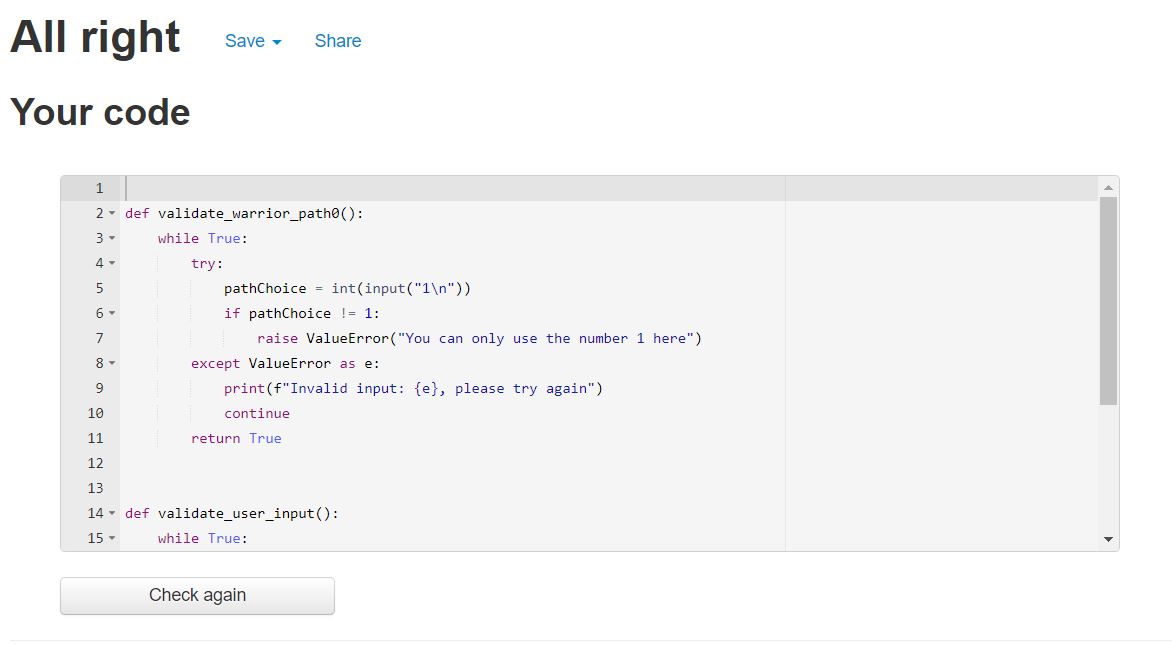 All right Save Share
Your code
1
2 def validate_warrior_path0():
3     while True:
4         try:
5             pathChoice = int(input("1\n"))
6             if pathChoice != 1:
7                 raise ValueError("You can only use the number 1 here")
8         except ValueError as e:
9             print(f"Invalid input: {e}, please try again")
10             continue
11         return True
12
13
14 def validate_user_input():
15     while True:
Check again